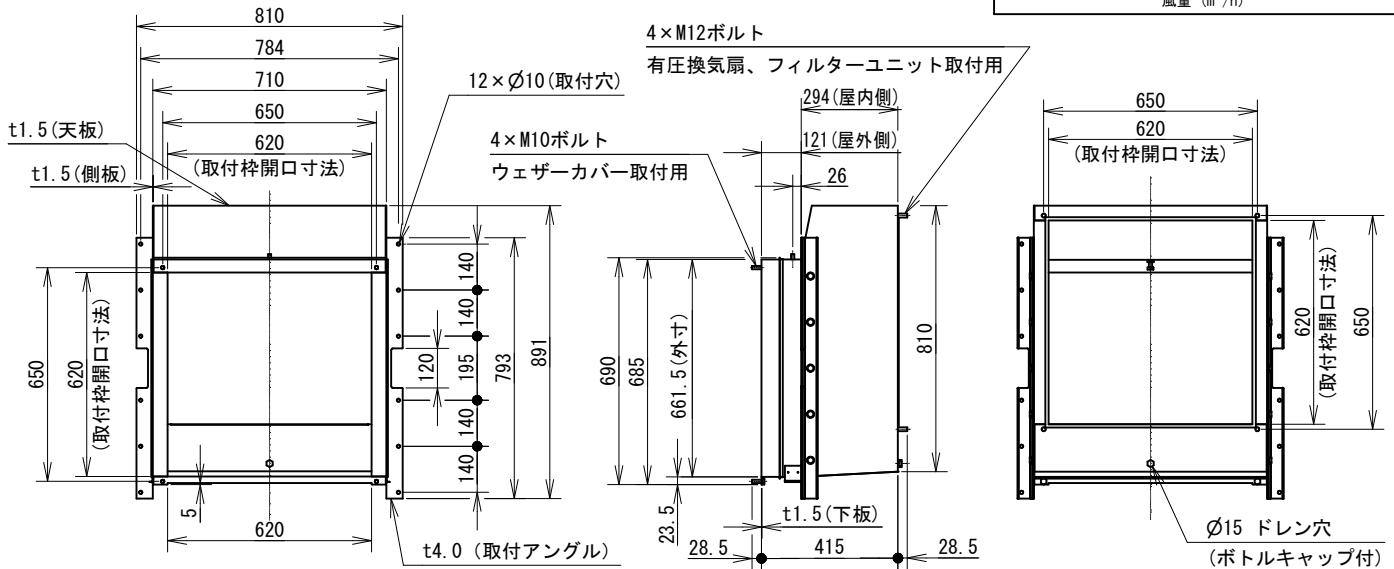 風量 (m³/h)
810
784
710
650
620
(取付枠開口寸法)
12×Ø10(取付穴)
t1.5(天板)
t1.5(側板)
650
620
(取付枠開口寸法)
5
620
t4.0 (取付アングル)
140
140
120
195
140
140
793
891
4×M12ボルト
有圧換気扇、フィルターユニット取付用
4×M10ボルト
ウェザーカバー取付用
294(屋内側)
121(屋外側)
26
690
685
661.5(外寸)
810
23.5
t1.5(下板)
28.5
415
28.5
650
620
(取付枠開口寸法)
620
(取付枠開口寸法)
650
Ø15 ドレン穴
(ボトルキャップ付)